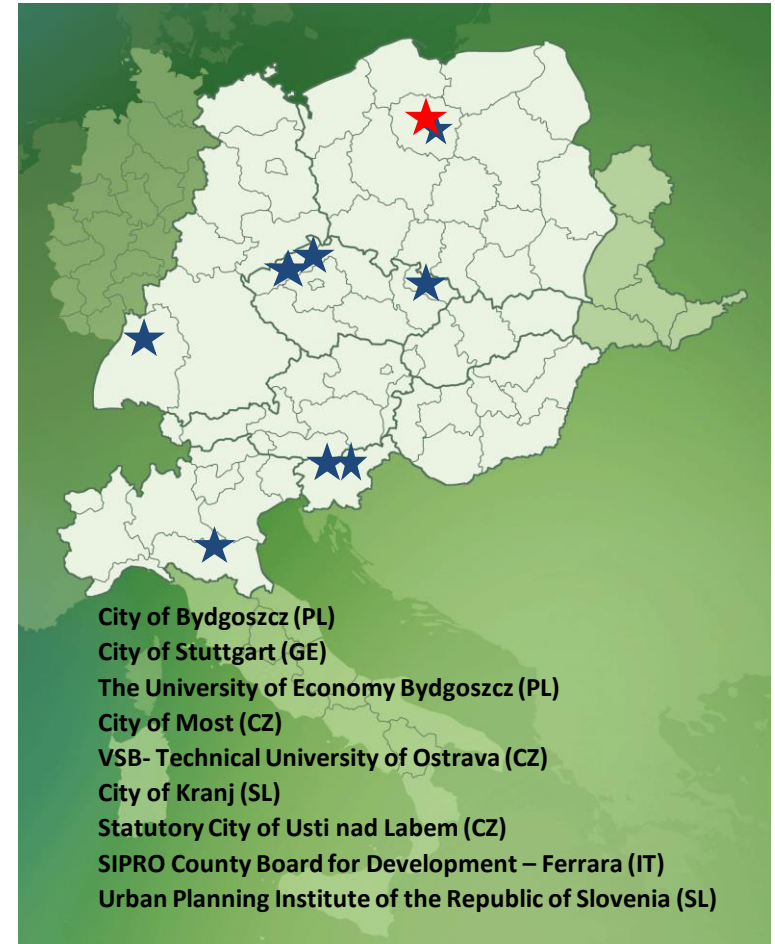 City of Bydgoszcz (PL)
City of Stuttgart (GE)
The University of Economy Bydgoszcz (PL)
City of Most (CZ)
VSB- Technical University of Ostrava (CZ)
City of Kranj (SL)
Statutory City of Usti nad Labem (CZ)
SIPRO County Board for Development – Ferrara (IT)
Urban Planning Institute of the Republic of Slovenia (SL)